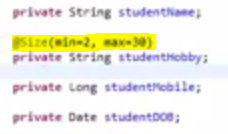 private String studentName;
@Size(min=2, max=30)
private String studentHobby;
private Long studentMobile;
private Date studentDOB;